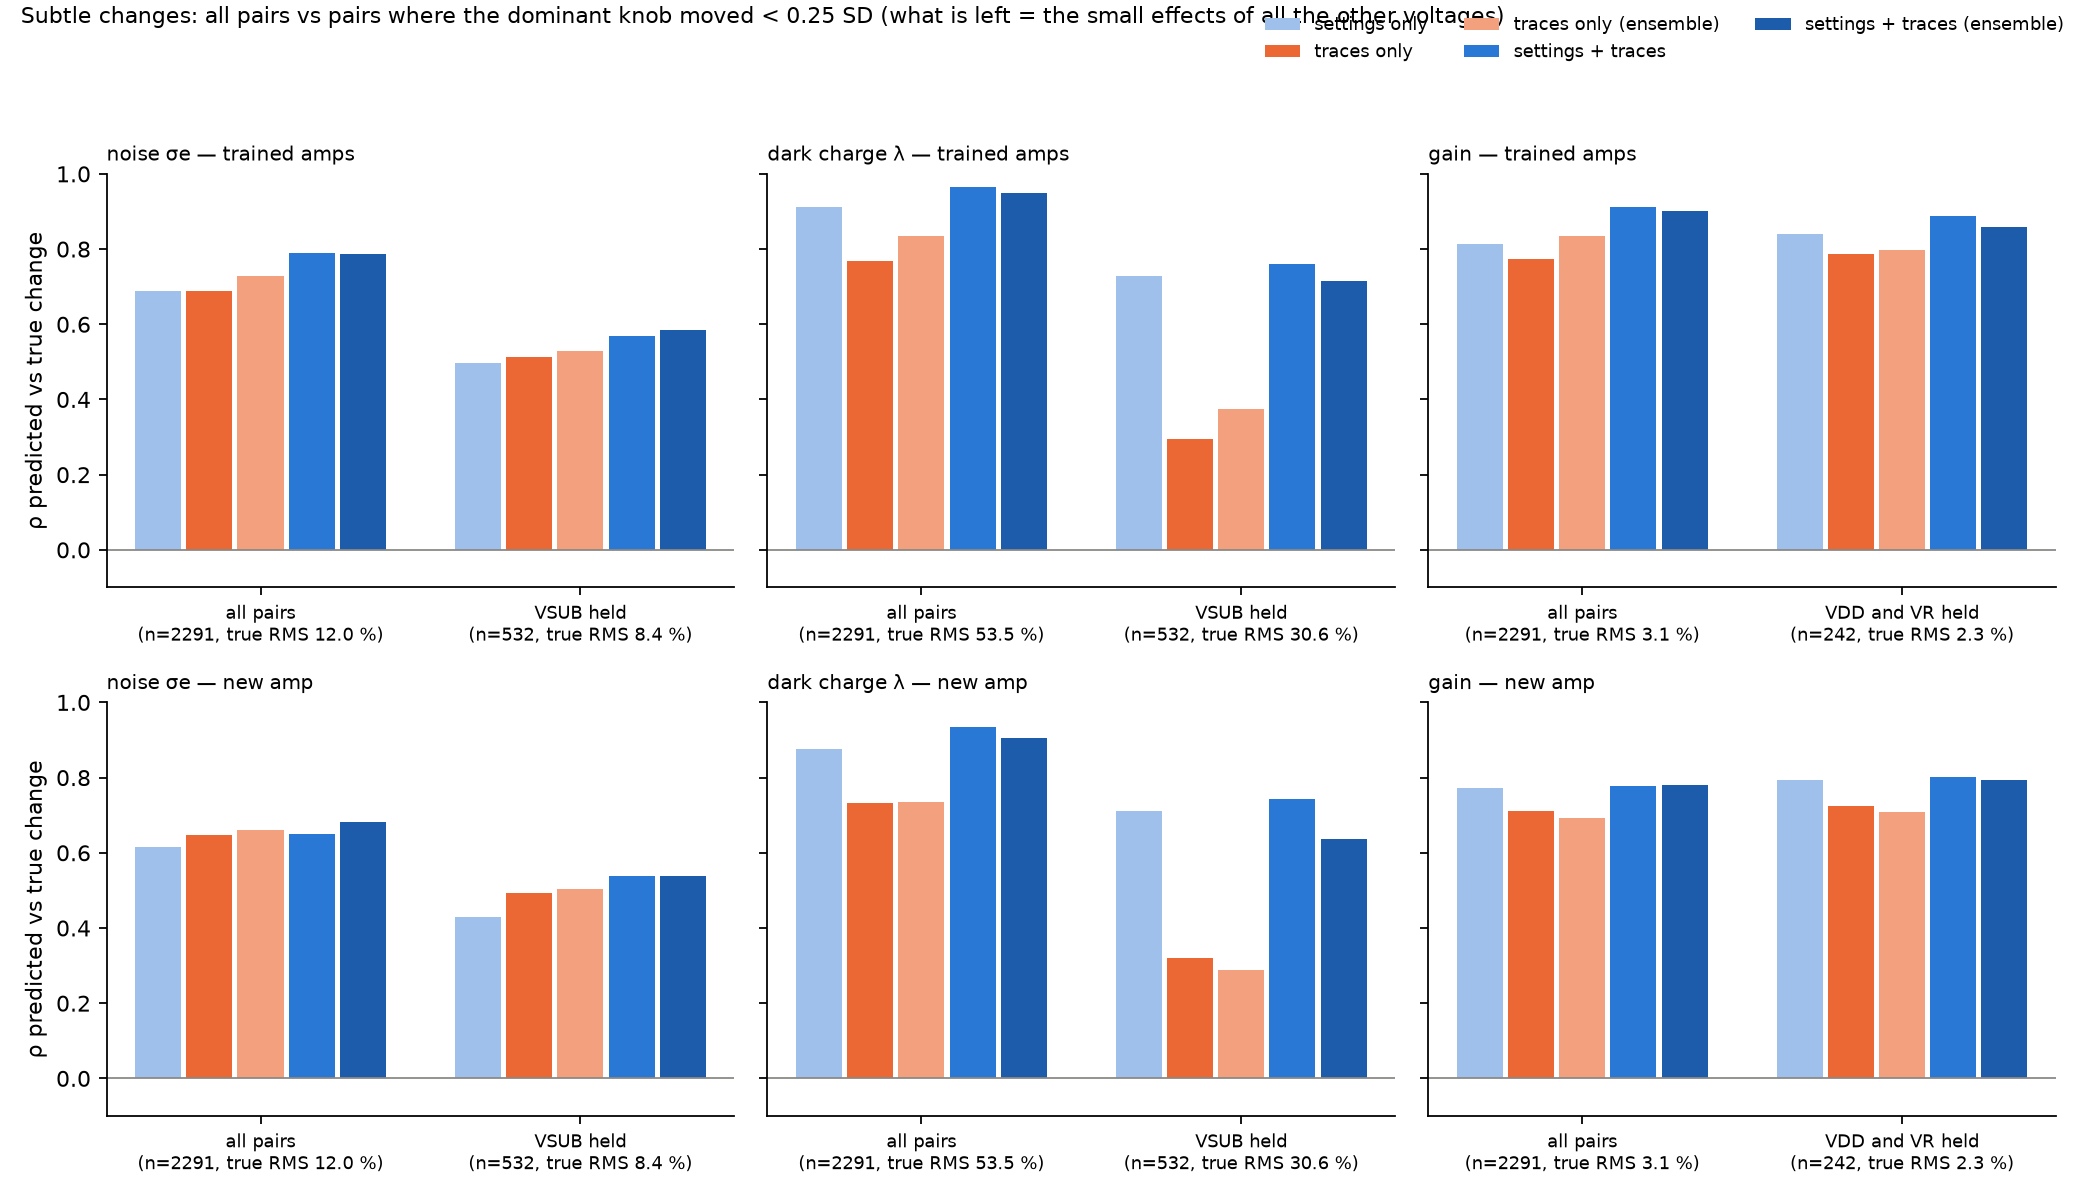 Subtle changes: all pairs vs pairs where the dominant knob moved < 0.25 SD (what is left = the small effects of all the other voltages)
settings only
traces only (ensemble)
settings + traces (ensemble)
traces only
settings + traces
noise σe — trained amps
dark charge λ — trained amps
gain — trained amps
ρ predicted vs true change
1.0
0.8
0.6
0.4
0.2
0.0
all pairs
(n=2291, true RMS 12.0 %)
VSUB held
(n=532, true RMS 8.4 %)
all pairs
(n=2291, true RMS 53.5 %)
VSUB held
(n=532, true RMS 30.6 %)
all pairs
(n=2291, true RMS 3.1 %)
VDD and VR held
(n=242, true RMS 2.3 %)
noise σe — new amp
dark charge λ — new amp
gain — new amp
ρ predicted vs true change
1.0
0.8
0.6
0.4
0.2
0.0
all pairs
(n=2291, true RMS 12.0 %)
VSUB held
(n=532, true RMS 8.4 %)
all pairs
(n=2291, true RMS 53.5 %)
VSUB held
(n=532, true RMS 30.6 %)
all pairs
(n=2291, true RMS 3.1 %)
VDD and VR held
(n=242, true RMS 2.3 %)